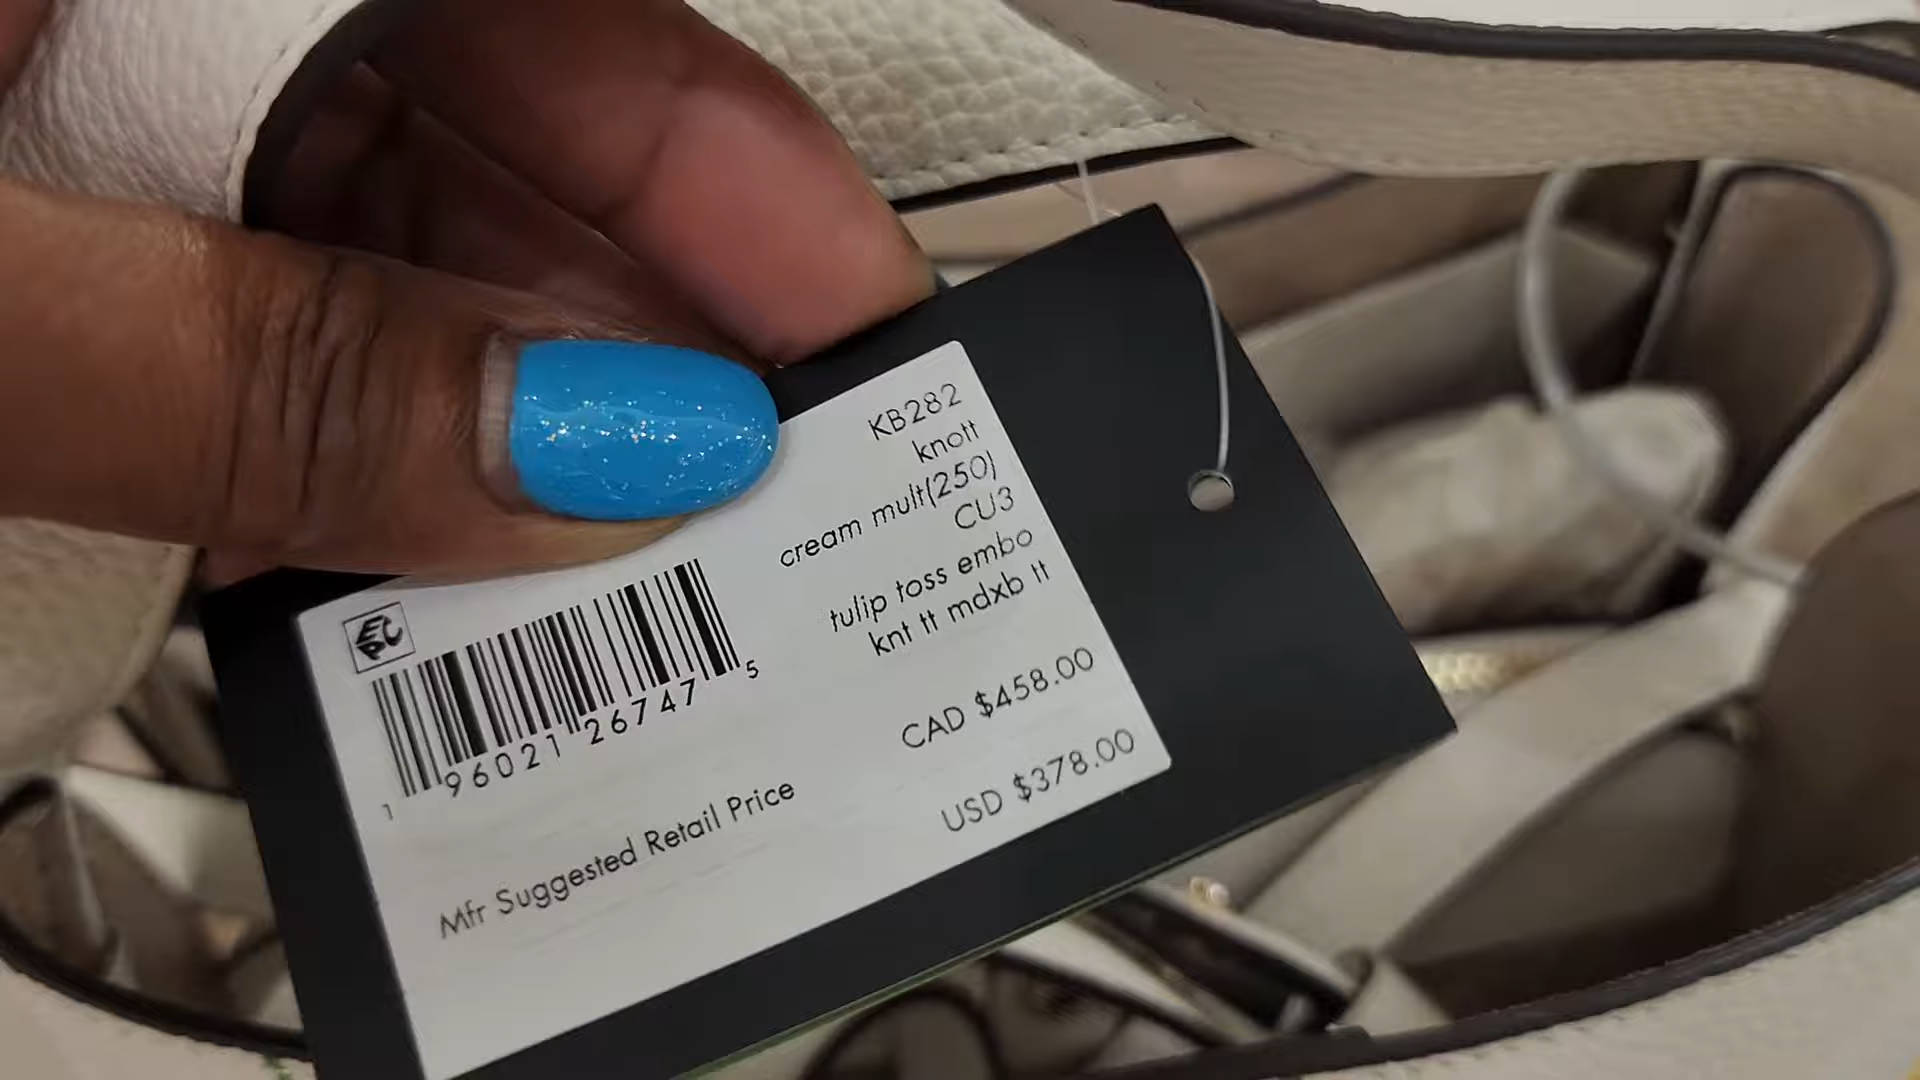 KB282
knott
cream mult(250)
CU3
tulip toss embo
knt tt mdxb tt
EPC
1 96021 26747 5
CAD $458.00
USD $378.00
Mfr Suggested Retail Price